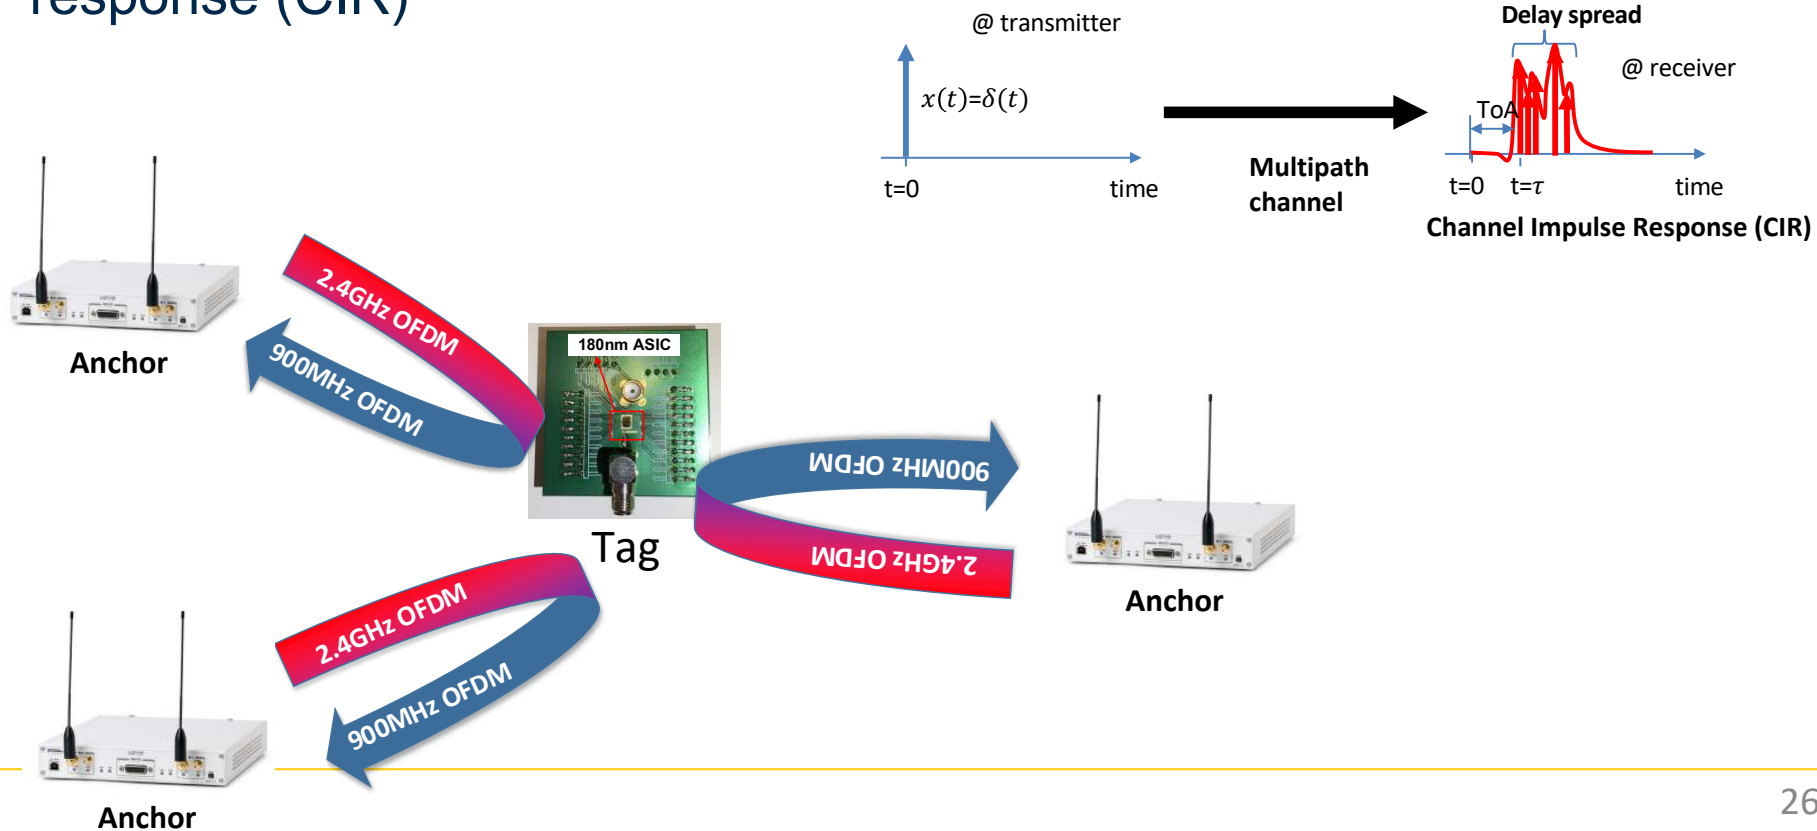 response (CIR)
@ transmitter
x(t)=δ(t)
t=0
time
Multipath
channel
Delay spread
@ receiver
ToA
t=0
t=τ
time
Channel Impulse Response (CIR)
Anchor
2.4GHz OFDM
900MHz OFDM
180nm ASIC
Tag
900MHz OFDM
2.4GHz OFDM
Anchor
2.4GHz OFDM
900MHz OFDM
Anchor
26